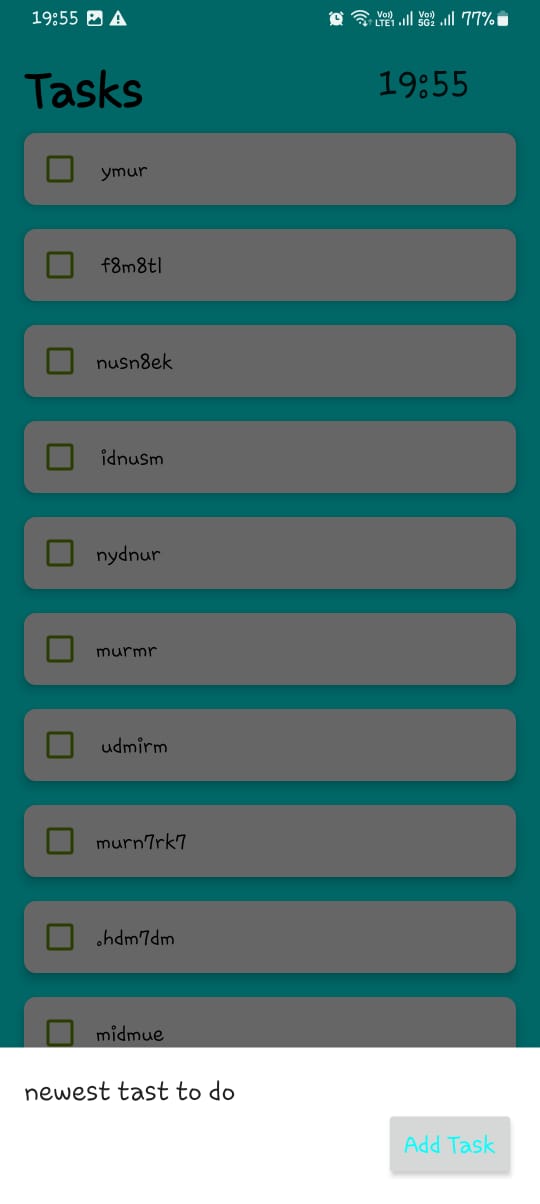 19:55 Vo)) LTE1 Vo)) 5G2 77%
Tasks 19:55
ymur
f8m8tl
nusn8ek
idnusm
nydnur
murmr
udmirm
murn7rk7
.hdm7dm
midmue
newest tast to do
Add Task